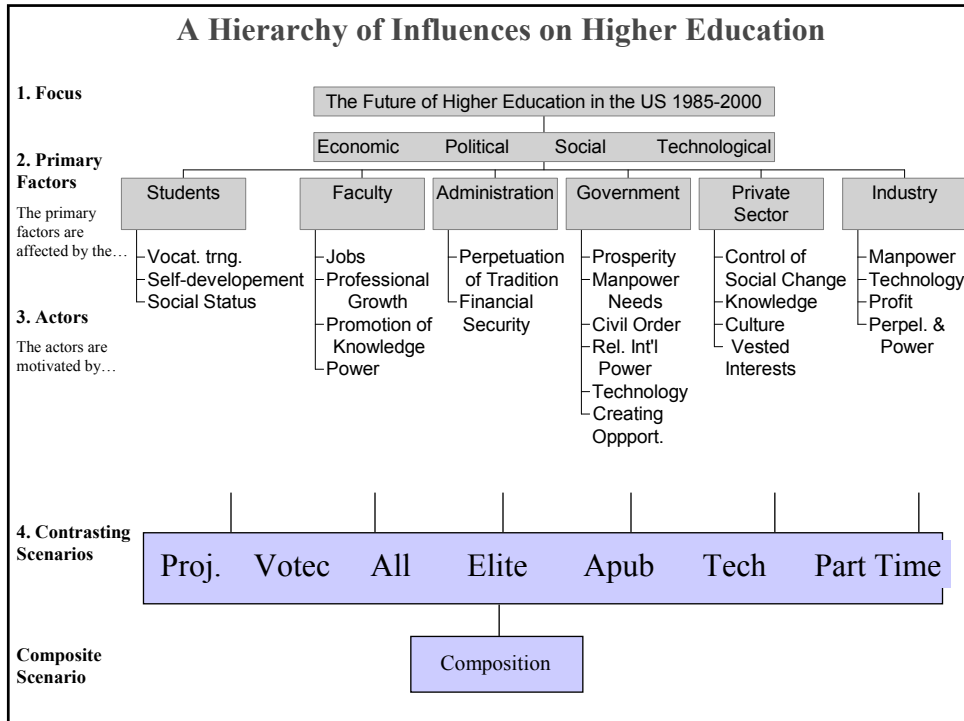 A Hierarchy of Influences on Higher Education
1. Focus
The Future of Higher Education in the US 1985-2000
2. Primary
Factors
Economic Political Social Technological
The primary
factors are
affected by the…
Students
Vocat. trng.
Self-developement
Social Status
Faculty
Jobs
Professional
Growth
Promotion of
Knowledge
Power
Administration
Perpetuation
of Tradition
Financial
Security
Government
Prosperity
Manpower
Needs
Civil Order
Rel. Int'l
Power
Technology
Creating
Oppport.
Private
Sector
Control of
Social Change
Knowledge
Culture
Vested
Interests
Industry
Manpower
Technology
Profit
Perpel. &
Power
3. Actors
The actors are
motivated by…
4. Contrasting
Scenarios
Proj. Votec All Elite Apub Tech Part Time
Composite
Scenario
Composition